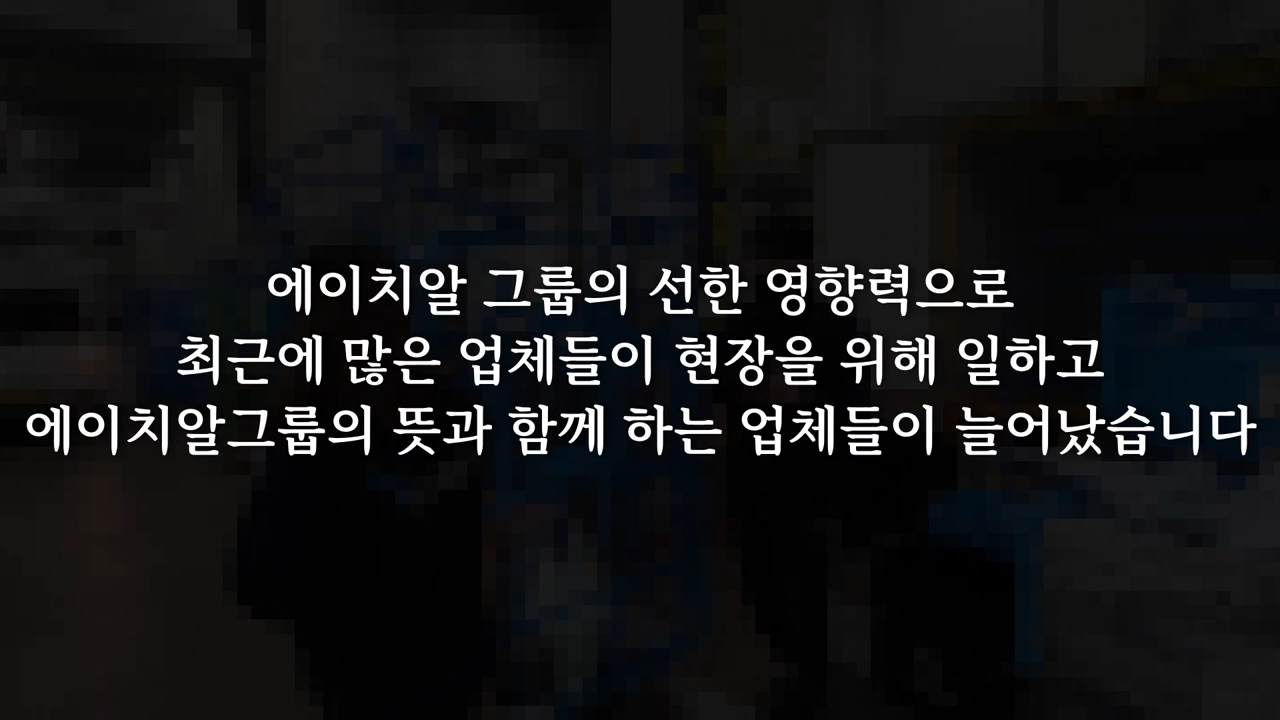 에이치알 그룹의 선한 영향력으로
최근에 많은 업체들이 현장을 위해 일하고
에이치알그룹의 뜻과 함께 하는 업체들이 늘어났습니다